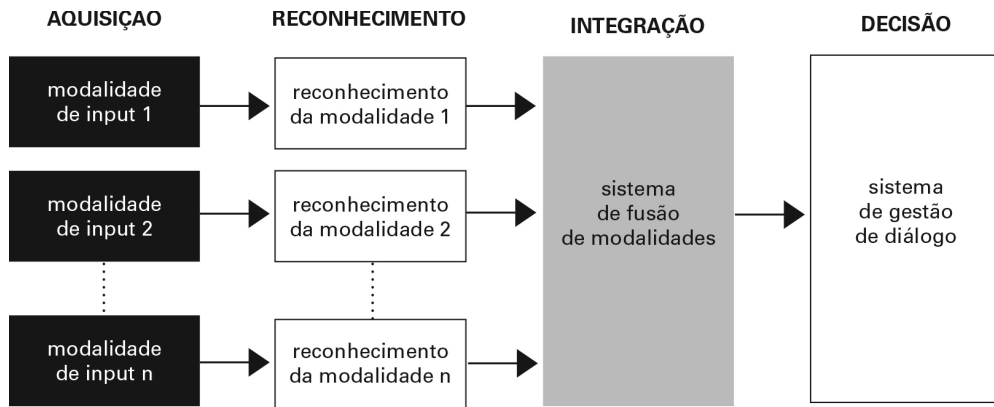 AQUISIÇAO
RECONHECIMENTO
INTEGRAÇÃO
DECISÃO
modalidade
de input 1
reconhecimento
da modalidade 1
modalidade
de input 2
reconhecimento
da modalidade 2
modalidade
de input n
reconhecimento
da modalidade n
sistema
de fusão
de modalidades
sistema
de gestão
de diálogo